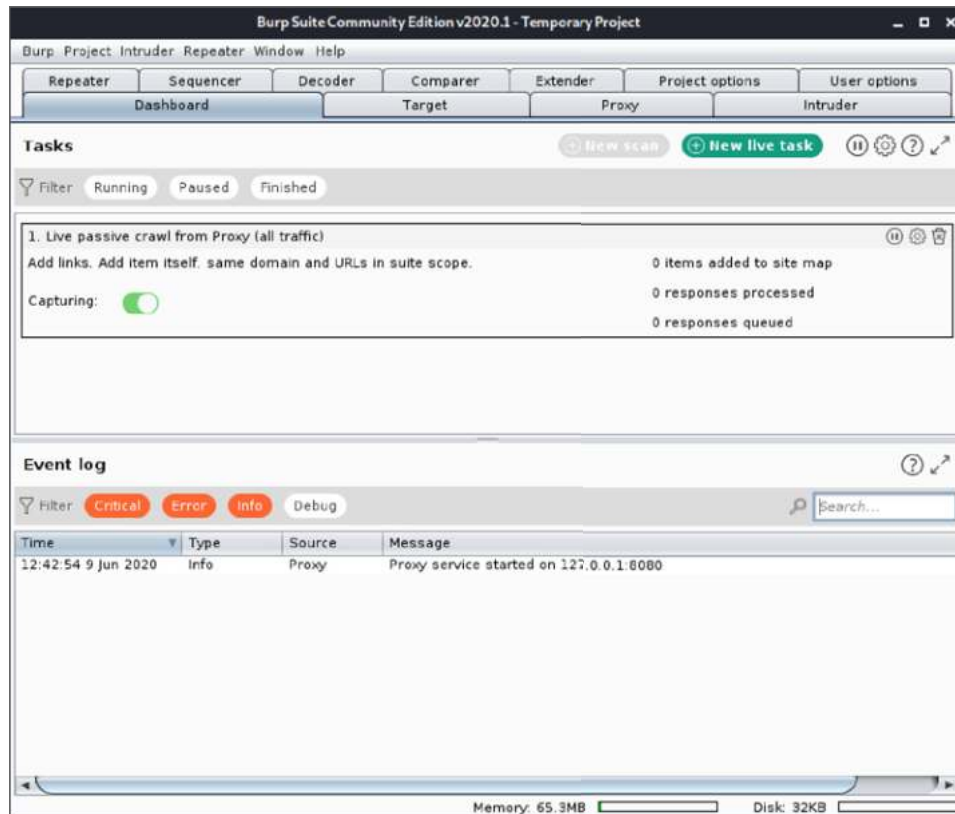 Burp Suite Community Edition v2020.1 - Temporary Project
Burp Project Intruder Repeater Window Help
Repeater Sequencer Decoder Comparer Extender Project options User options
Dashboard Target Proxy Intruder
Tasks New scan New live task
Filter Running Paused Finished
1. Live passive crawl from Proxy (all traffic)
Add links. Add item itself. same domain and URLs in suite scope. 0 items added to site map
Capturing: 0 responses processed
0 responses queued
Event log
Filter Critical Error Info Debug Search...
Time Type Source Message
12:42:54 9 Jun 2020 Info Proxy Proxy service started on 127.0.0.1:8080
Memory: 65.3MB Disk: 32KB